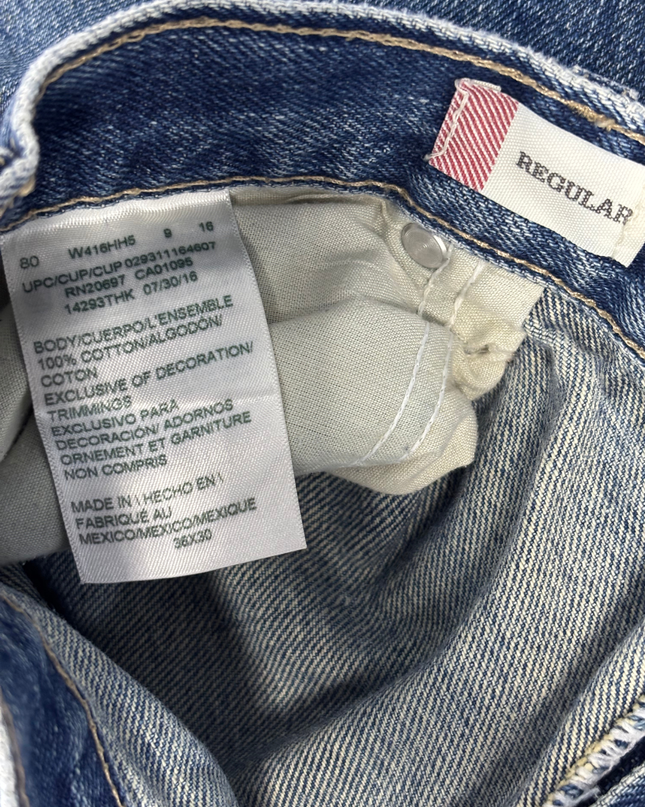 REGULAR
80 W416HH5 9 16
UPC/CUP/CUP 029311164607
RN20697 CA01095
14293THK 07/30/16
BODY/CUERPO/L'ENSEMBLE
100% COTTON/ALGODÓN/
COTON
EXCLUSIVE OF DECORATION/
TRIMMINGS
EXCLUSIVO PARA
DECORACIÓN/ ADORNOS
ORNEMENT ET GARNITURE
NON COMPRIS
MADE IN \ HECHO EN \
FABRIQUÉ AU
MEXICO/MEXICO/MEXIQUE
36X30